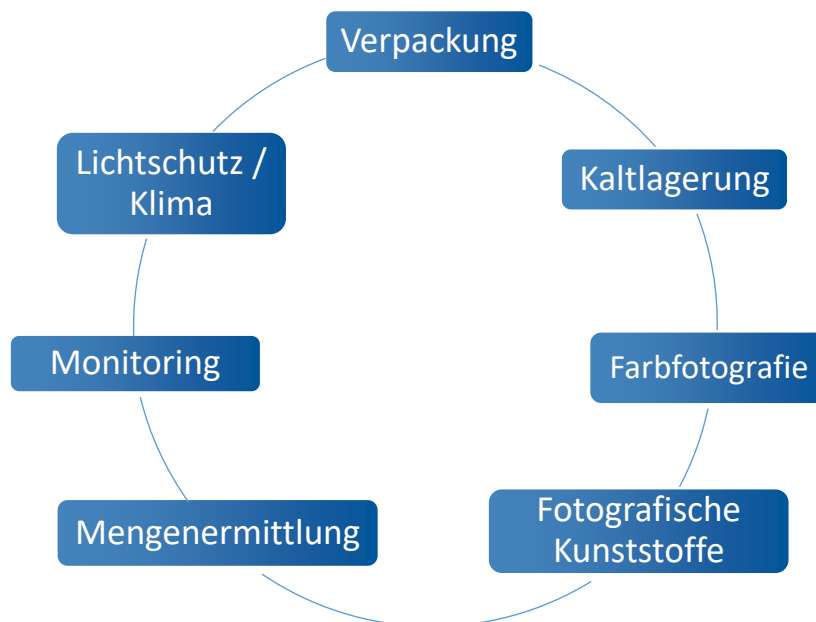 Verpackung
Kaltlagerung
Farbfotografie
Fotografische
Kunststoffe
Mengenermittlung
Monitoring
Lichtschutz /
Klima